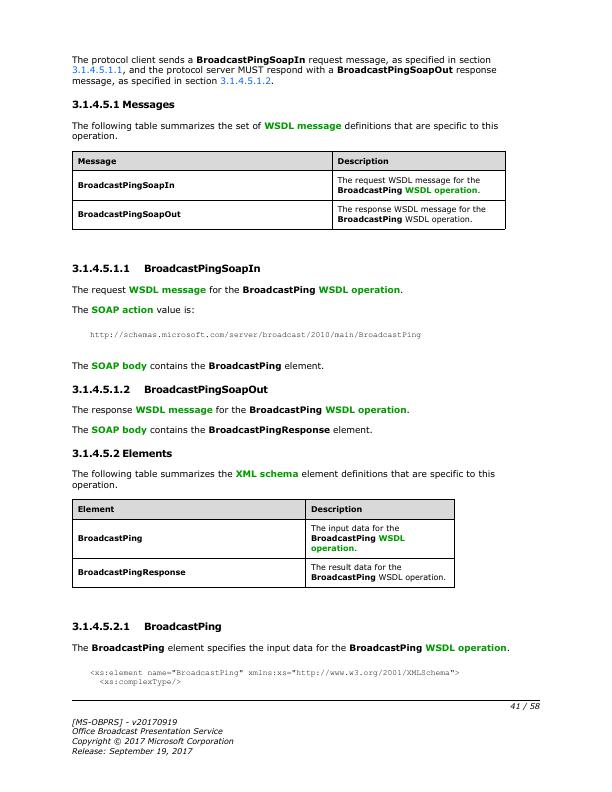 The protocol client sends a BroadcastPingSoapIn request message, as specified in section
3.1.4.5.1.1, and the protocol server MUST respond with a BroadcastPingSoapOut response
message, as specified in section 3.1.4.5.1.2.
3.1.4.5.1 Messages
The following table summarizes the set of WSDL message definitions that are specific to this
operation.
Message Description
BroadcastPingSoapIn
The request WSDL message for the
BroadcastPing WSDL operation.
BroadcastPingSoapOut
The response WSDL message for the
BroadcastPing WSDL operation.
3.1.4.5.1.1 BroadcastPingSoapIn
The request WSDL message for the BroadcastPing WSDL operation.
The SOAP action value is:
http://schemas.microsoft.com/server/broadcast/2010/main/BroadcastPing
The SOAP body contains the BroadcastPing element.
3.1.4.5.1.2 BroadcastPingSoapOut
The response WSDL message for the BroadcastPing WSDL operation.
The SOAP body contains the BroadcastPingResponse element.
3.1.4.5.2 Elements
The following table summarizes the XML schema element definitions that are specific to this
operation.
Element Description
BroadcastPing
The input data for the
BroadcastPing WSDL
operation.
BroadcastPingResponse
The result data for the
BroadcastPing WSDL operation.
3.1.4.5.2.1 BroadcastPing
The BroadcastPing element specifies the input data for the BroadcastPing WSDL operation.
<xs:element name="BroadcastPing" xmlns:xs="http://www.w3.org/2001/XMLSchema">
<xs:complexType/>
41 / 58
[MS-OBPRS] - v20170919
Office Broadcast Presentation Service
Copyright © 2017 Microsoft Corporation
Release: September 19, 2017